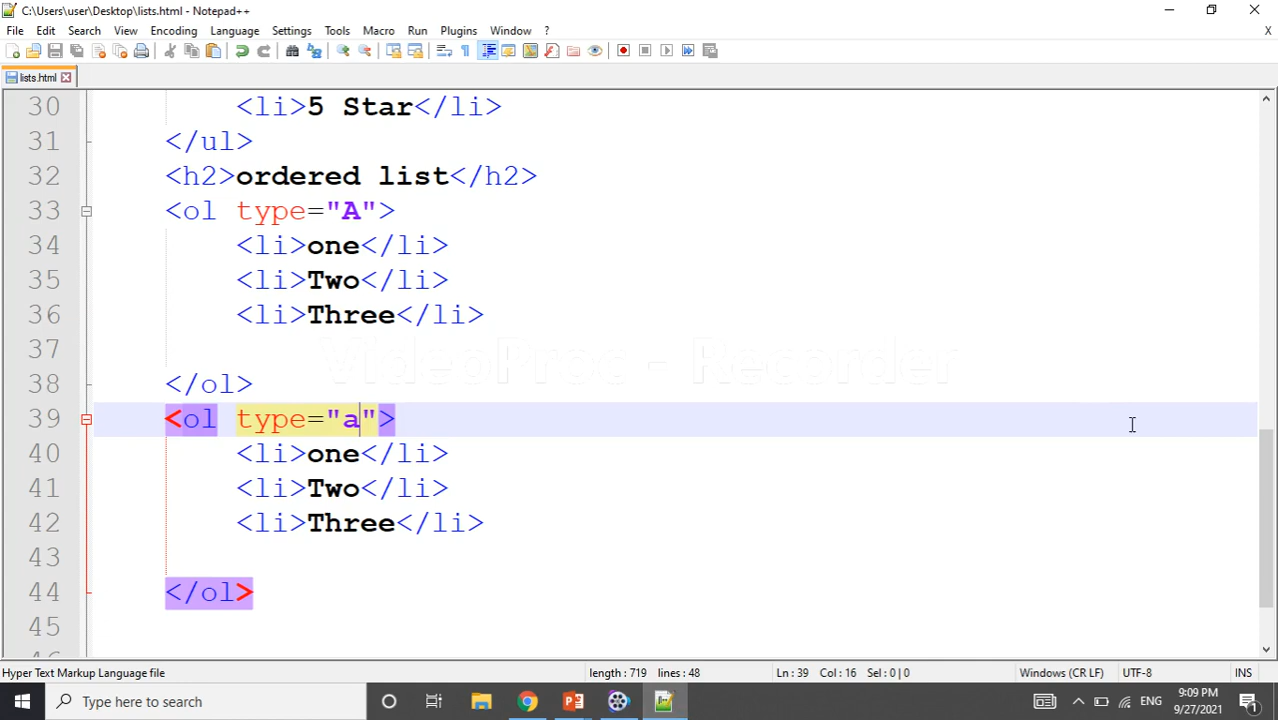 C:\Users\user\Desktop\lists.html - Notepad++
File Edit Search View Encoding Language Settings Tools Macro Run Plugins Window ? X
lists.html
30 <li>5 Star</li>
31 </ul>
32 <h2>ordered list</h2>
33 <ol type="A">
34 <li>one</li>
35 <li>Two</li>
36 <li>Three</li>
37
38 </ol>
39 <ol type="a">
40 <li>one</li>
41 <li>Two</li>
42 <li>Three</li>
43
44 </ol>
45
VideoProc - Recorder
Hyper Text Markup Language file length : 719 lines : 48 Ln : 39 Col : 16 Sel : 0 | 0 Windows (CR LF) UTF-8 INS
Type here to search ENG 9:09 PM
9/27/2021 1